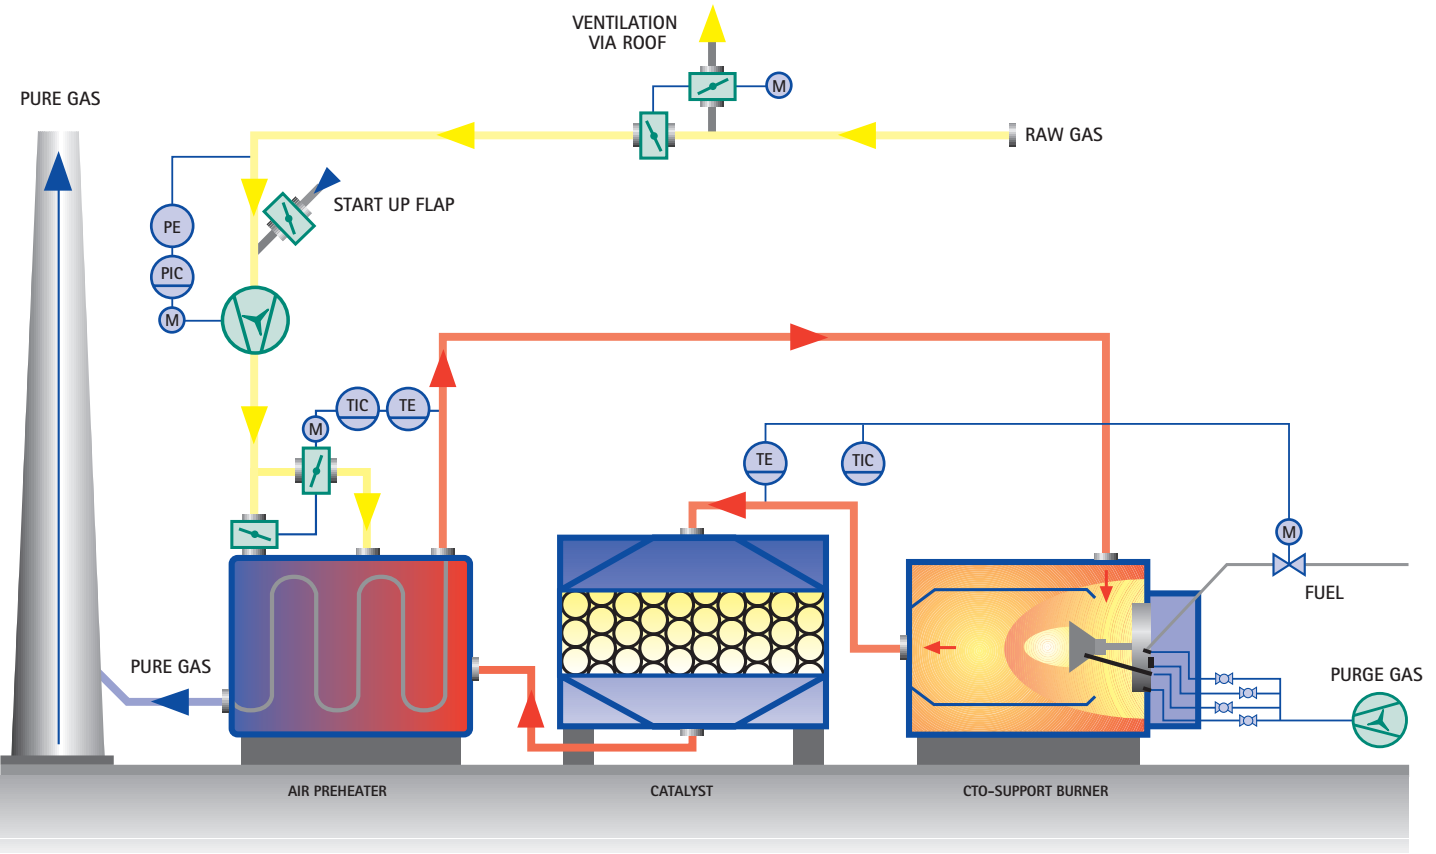 VENTILATION
VIA ROOF
PURE GAS
M
RAW GAS
START UP FLAP
PE
PIC
M
TIC
TE
M
TE
TIC
M
FUEL
PURE GAS
PURGE GAS
AIR PREHEATER
CATALYST
CTO-SUPPORT BURNER